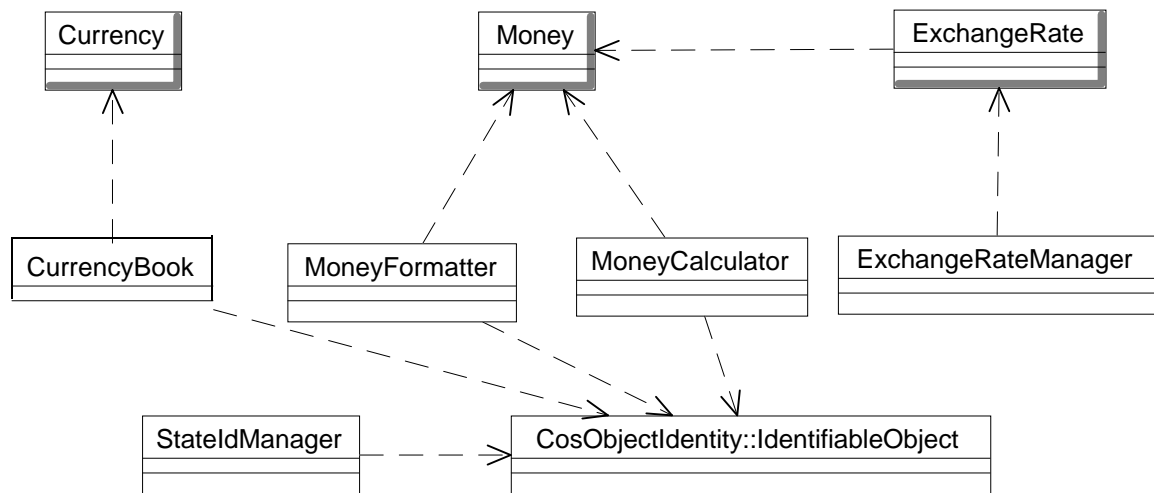 Currency
Money
ExchangeRate
CurrencyBook
MoneyFormatter
MoneyCalculator
ExchangeRateManager
StateIdManager
CosObjectIdentity::IdentifiableObject